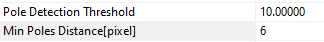 Pole Detection Threshold 10.00000
Min Poles Distance[pixel] 6